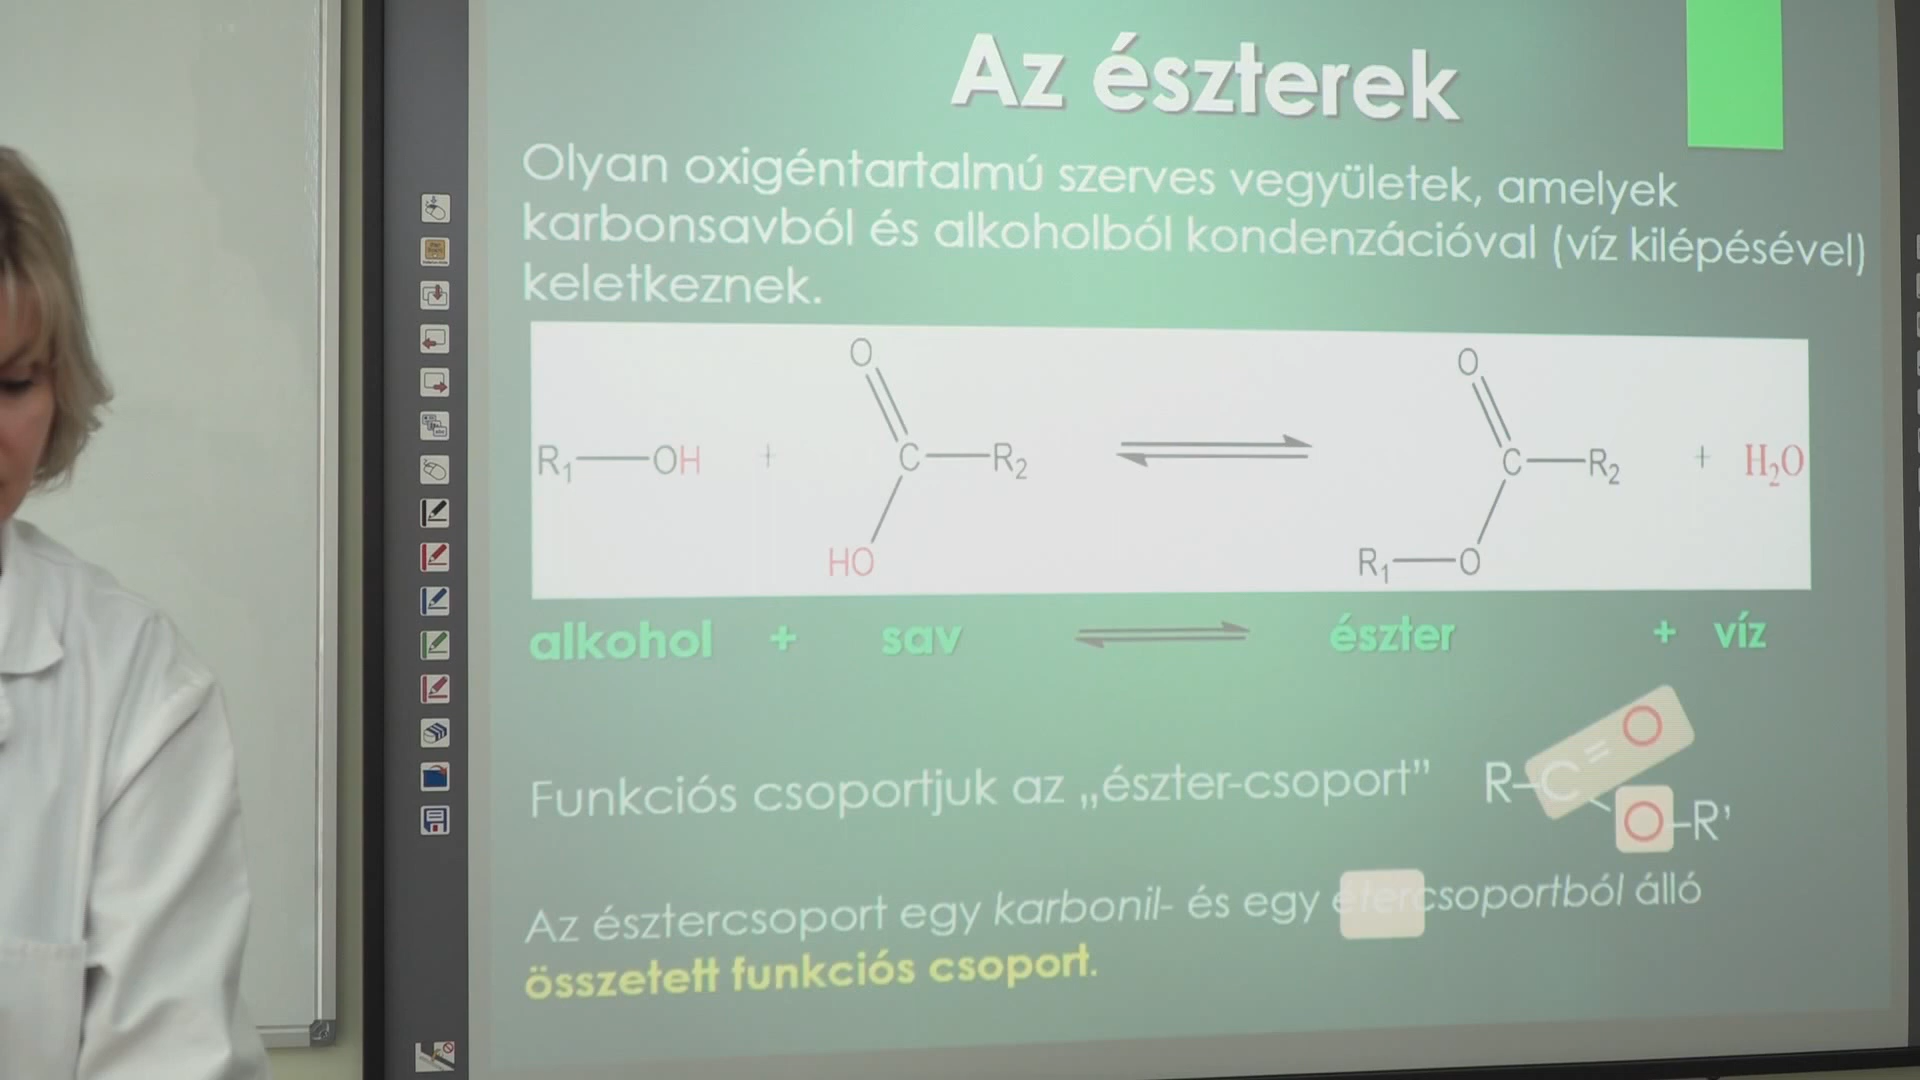 Az észterek
Olyan oxigéntartalmú szerves vegyületek, amelyek
karbonsavból és alkoholból kondenzációval (víz kilépésével)
keletkeznek.
O O
R₁—OH + C—R₂ C—R₂ + H₂O
HO R₁—O
alkohol + sav észter + víz
Funkciós csoportjuk az „észter-csoport” R–C=O
O–R’
Az észtercsoport egy karbonil- és egy étercsoportból álló
összetett funkciós csoport.